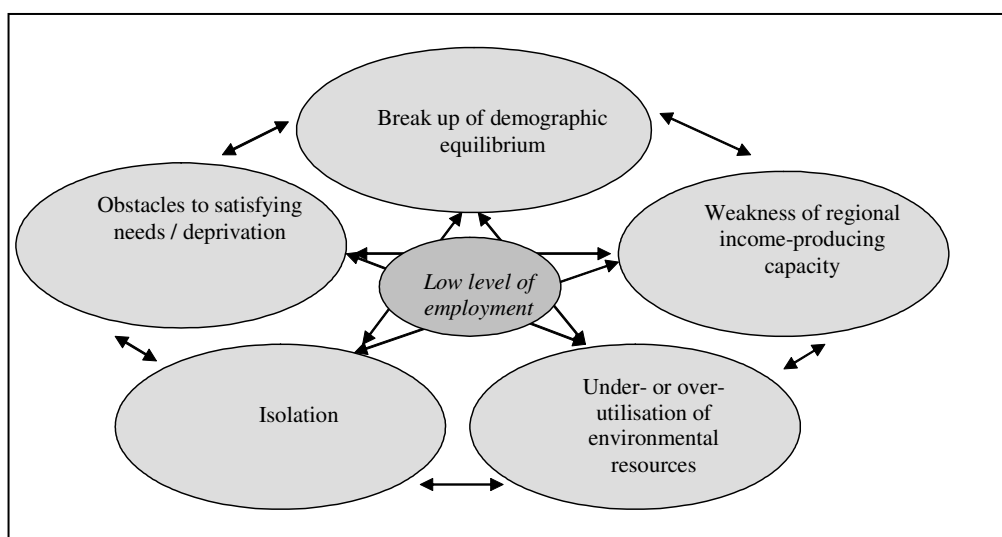 Break up of demographic
equilibrium
Obstacles to satisfying
needs / deprivation
Weakness of regional
income-producing
capacity
Low level of
employment
Isolation
Under- or over-
utilisation of
environmental
resources